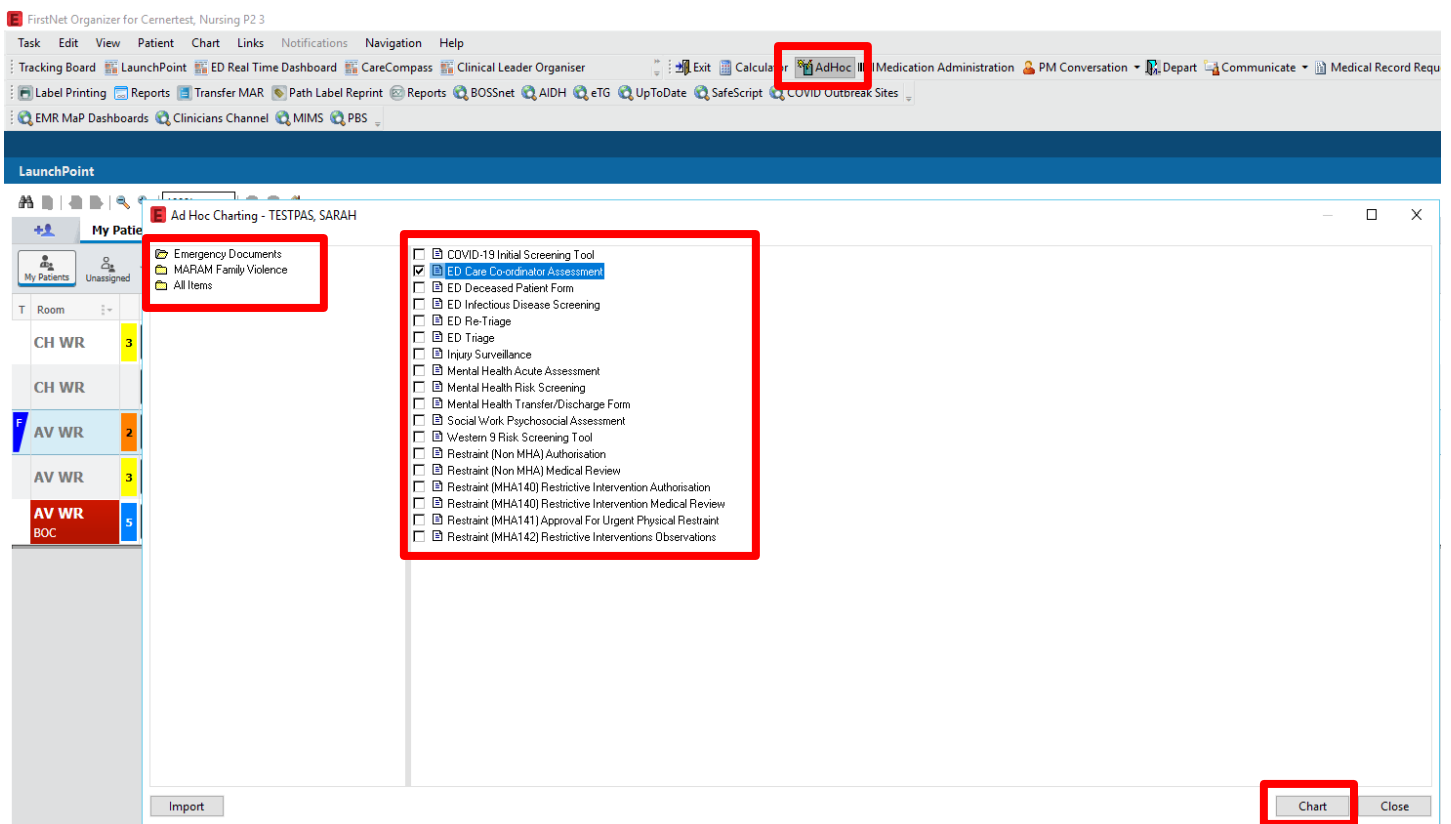 E FirstNet Organizer for Cernertest, Nursing P2 3
Task Edit View Patient Chart Links Notifications Navigation Help
Tracking Board LaunchPoint ED Real Time Dashboard CareCompass Clinical Leader Organiser Exit Calculator AdHoc Medication Administration PM Conversation Depart Communicate Medical Record Requ
Label Printing Reports Transfer MAR Path Label Reprint Reports BOSSnet AIDH eTG UpToDate SafeScript COVID Outbreak Sites
EMR MaP Dashboards Clinicians Channel MIMS PBS
LaunchPoint
E Ad Hoc Charting - TESTPAS, SARAH
My Patie
My Patients Unassigned
T Room
CH WR 3
CH WR
F AV WR 2
AV WR 3
AV WR
BOC 5
Emergency Documents
MARAM Family Violence
All Items
COVID-19 Initial Screening Tool
ED Care Co-ordinator Assessment
ED Deceased Patient Form
ED Infectious Disease Screening
ED Re-Triage
ED Triage
Injury Surveillance
Mental Health Acute Assessment
Mental Health Risk Screening
Mental Health Transfer/Discharge Form
Social Work Psychosocial Assessment
Western 9 Risk Screening Tool
Restraint (Non MHA) Authorisation
Restraint (Non MHA) Medical Review
Restraint (MHA140) Restrictive Intervention Authorisation
Restraint (MHA140) Restrictive Intervention Medical Review
Restraint (MHA141) Approval For Urgent Physical Restraint
Restraint (MHA142) Restrictive Interventions Observations
Import Chart Close